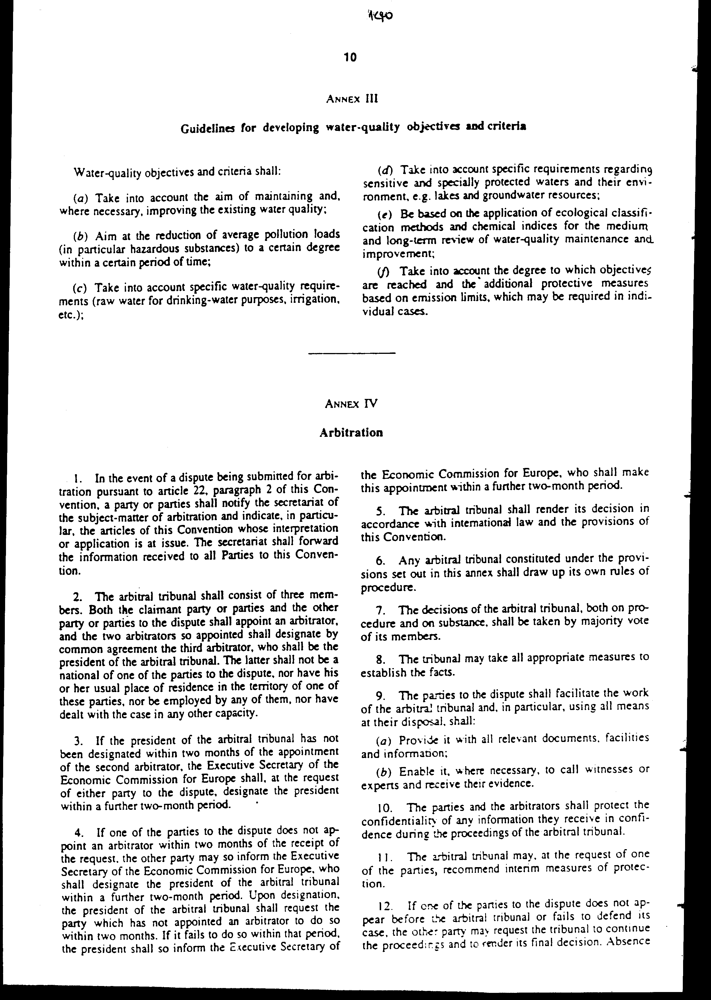 10
ANNEX III
Guidelines for developing water-quality objectives and criteria
Water-quality objectives and criteria shall:
(a) Take into account the aim of maintaining and,
where necessary, improving the existing water quality;
(b) Aim at the reduction of average pollution loads
(in particular hazardous substances) to a certain degree
within a certain period of time;
(c) Take into account specific water-quality require-
ments (raw water for drinking-water purposes, irrigation,
etc.);
(d) Take into account specific requirements regarding
sensitive and specially protected waters and their envi-
ronment, e.g. lakes and groundwater resources;
(e) Be based on the application of ecological classifi-
cation methods and chemical indices for the medium
and long-term review of water-quality maintenance and
improvement;
(f) Take into account the degree to which objectives
are reached and the additional protective measures
based on emission limits, which may be required in indi-
vidual cases.
ANNEX IV
Arbitration
1. In the event of a dispute being submitted for arbi-
tration pursuant to article 22, paragraph 2 of this Con-
vention, a party or parties shall notify the secretariat of
the subject-matter of arbitration and indicate, in particu-
lar, the articles of this Convention whose interpretation
or application is at issue. The secretariat shall forward
the information received to all Parties to this Conven-
tion.
2. The arbitral tribunal shall consist of three mem-
bers. Both the claimant party or parties and the other
party or parties to the dispute shall appoint an arbitrator,
and the two arbitrators so appointed shall designate by
common agreement the third arbitrator, who shall be the
president of the arbitral tribunal. The latter shall not be a
national of one of the parties to the dispute, nor have his
or her usual place of residence in the territory of one of
these parties, nor be employed by any of them, nor have
dealt with the case in any other capacity.
3. If the president of the arbitral tribunal has not
been designated within two months of the appointment
of the second arbitrator, the Executive Secretary of the
Economic Commission for Europe shall, at the request
of either party to the dispute, designate the president
within a further two-month period.
4. If one of the parties to the dispute does not ap-
point an arbitrator within two months of the receipt of
the request, the other party may so inform the Executive
Secretary of the Economic Commission for Europe, who
shall designate the president of the arbitral tribunal
within a further two-month period. Upon designation,
the president of the arbitral tribunal shall request the
party which has not appointed an arbitrator to do so
within two months. If it fails to do so within that period,
the president shall so inform the Executive Secretary of
the Economic Commission for Europe, who shall make
this appointment within a further two-month period.
5. The arbitral tribunal shall render its decision in
accordance with international law and the provisions of
this Convention.
6. Any arbitral tribunal constituted under the provi-
sions set out in this annex shall draw up its own rules of
procedure.
7. The decisions of the arbitral tribunal, both on pro-
cedure and on substance, shall be taken by majority vote
of its members.
8. The tribunal may take all appropriate measures to
establish the facts.
9. The parties to the dispute shall facilitate the work
of the arbitral tribunal and, in particular, using all means
at their disposal, shall:
(a) Provide it with all relevant documents, facilities
and information;
(b) Enable it, where necessary, to call witnesses or
experts and receive their evidence.
10. The parties and the arbitrators shall protect the
confidentiality of any information they receive in confi-
dence during the proceedings of the arbitral tribunal.
11. The arbitral tribunal may, at the request of one
of the parties, recommend interim measures of protec-
tion.
12. If one of the parties to the dispute does not ap-
pear before the arbitral tribunal or fails to defend its
case, the other party may request the tribunal to continue
the proceedings and to render its final decision. Absence